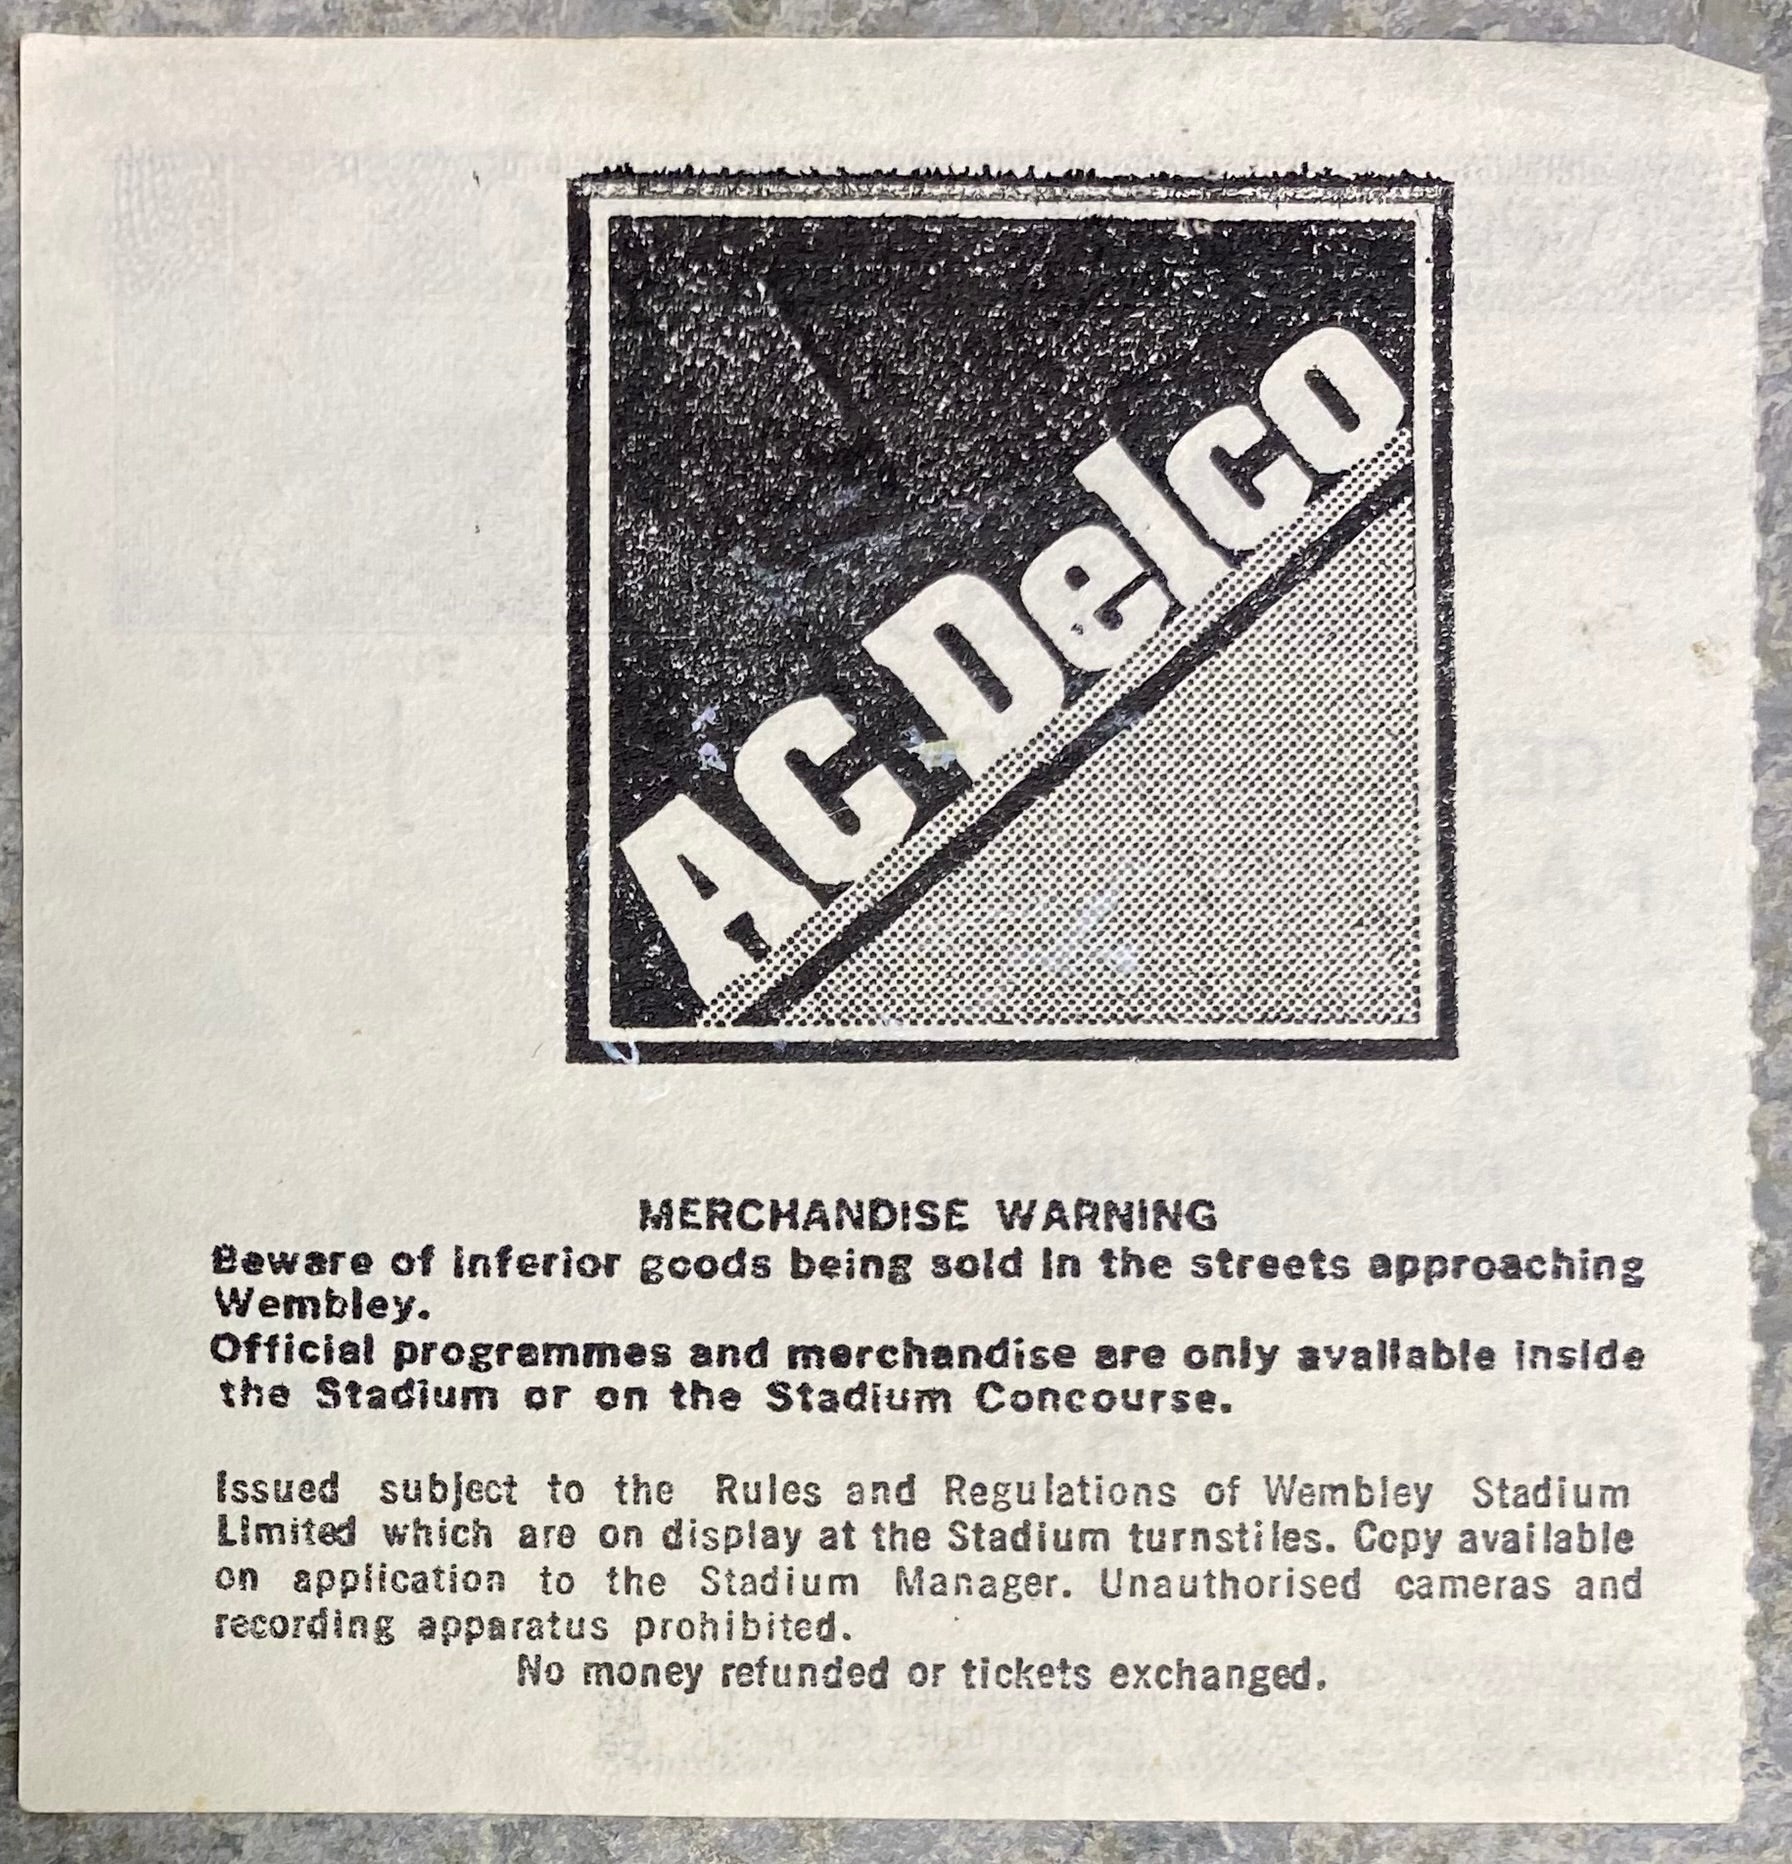 AC Delco
MERCHANDISE WARNING
Beware of inferior goods being sold in the streets approaching
Wembley.
Official programmes and merchandise are only available inside
the Stadium or on the Stadium Concourse.
Issued subject to the Rules and Regulations of Wembley Stadium
Limited which are on display at the Stadium turnstiles. Copy available
on application to the Stadium Manager. Unauthorised cameras and
recording apparatus prohibited.
No money refunded or tickets exchanged.